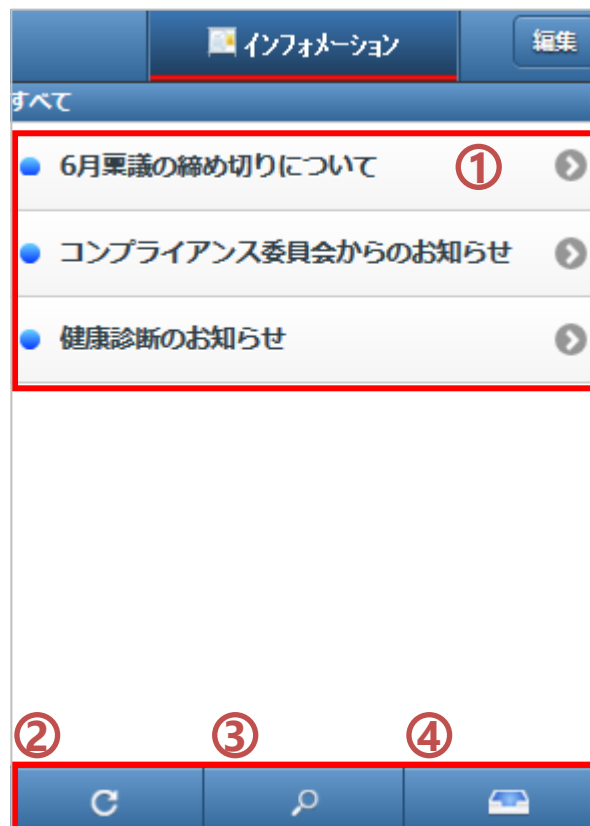 インフォメーション
編集
すべて
6月稟議の締め切りについて
①
コンプライアンス委員会からのお知らせ
健康診断のお知らせ
② ③ ④